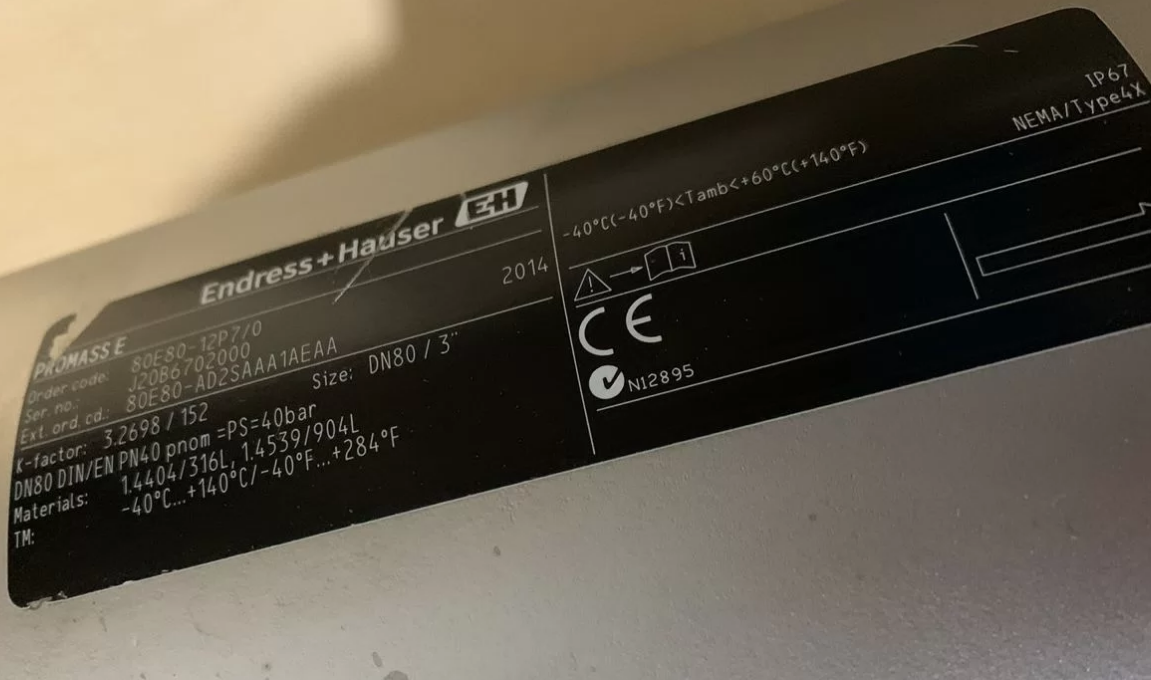 Endress+Hauser EH
PROMASS E 2014
Order code: 80E80-12P7/0
Ser. no.: J20B6702000
Ext. ord. cd.: 80E80-AD2SAAA1AEAA
K-factor: 3.2698 / 152 Size: DN80 / 3"
DN80 DIN/EN PN40 pnom =PS=40bar
Materials: 1.4404/316L, 1.4539/904L
TM: -40°C...+140°C/-40°F...+284°F
IP67
NEMA/Type4X
-40°C(-40°F)<Tamb<+60°C(+140°F)
i
CE
N12895